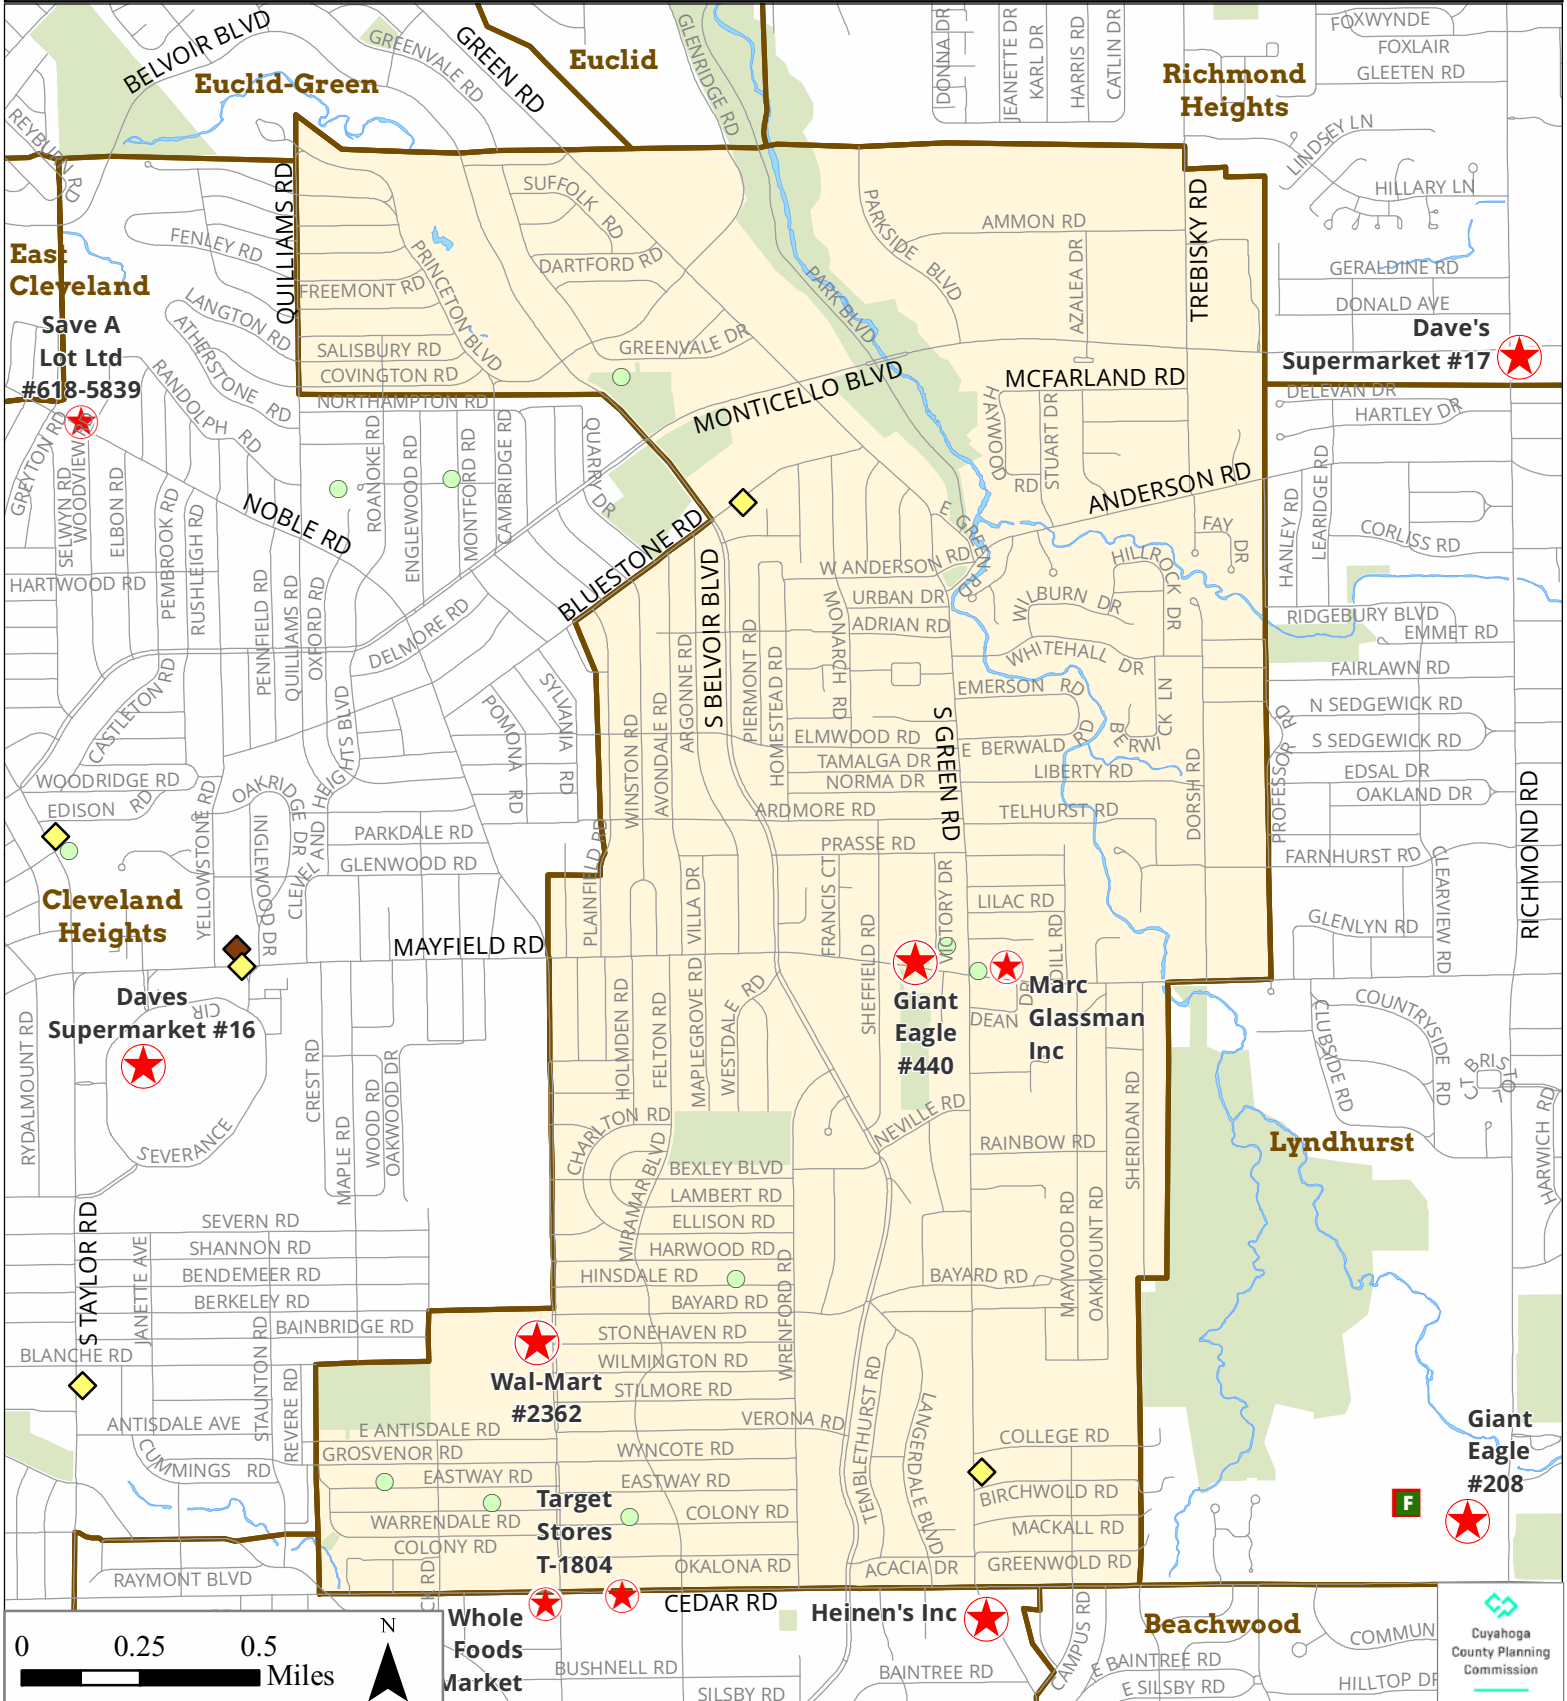 BELVOIR BLVD
GREENVALE RD
GREEN RD
Euclid
GLENRIDGE RD
DONNA DR
JEANETTE DR
KARL DR
HARRIS RD
CATLIN DR
FOXWYNDE
FOXLAIR
GLEETEN RD
Euclid-Green
Richmond
Heights
REYBURN RD
LINDSEY LN
HILLARY LN
QUILLIAMS RD
SUFFOLK RD
DARTFORD RD
PARKSIDE BLVD
AMMON RD
AZALEA DR
TREBISKY RD
FENLEY RD
East
Cleveland
PRINCETON BLVD
FREEMONT RD
PARK BLVD
GERALDINE RD
DONALD AVE
LANGTON RD
ATHERSTONE RD
Save A
Lot Ltd
#618-5839
SALISBURY RD
COVINGTON RD
NORTHAMPTON RD
GREENVALE DR
MONTICELLO BLVD
MCFARLAND RD
Dave's
Supermarket #17
DELEVAN DR
HARTLEY DR
RANDOLPH RD
GREYTON RD
SELWYN RD
WOODVIEW RD
ELBON RD
PEMBROOK RD
RUSHLEIGH RD
NOBLE RD
ROANOKE RD
ENGLEWOOD RD
MONTFORD RD
CAMBRIDGE RD
QUARRY DR
HAYWOOD RD
STUART DR
ANDERSON RD
HANLEY RD
LEARIDGE RD
CORLISS RD
FAY DR
E GREEN RD
HARTWOOD RD
BLUESTONE RD
S BELVOIR BLVD
W ANDERSON RD
URBAN DR
ADRIAN RD
MONARCH RD
WILBURN DR
HILLROCK DR
WHITEHALL DR
RIDGEBURY BLVD
EMMET RD
FAIRLAWN RD
PENNFIELD RD
QUILLIAMS RD
OXFORD RD
DELMORE RD
CASTLETON RD
POMONA RD
SYLVANIA RD
WINSTON RD
AVONDALE RD
ARGONNE RD
PIERMONT RD
HOMESTEAD RD
EMERSON RD
BERWICK LN
N SEDGEWICK RD
S SEDGEWICK RD
ELMWOOD RD
TAMALGA DR
NORMA DR
ARDMORE RD
S GREEN RD
E BERWALD RD
LIBERTY RD
TELHURST RD
DORSH RD
PROFESSOR RD
EDSAL DR
OAKLAND DR
RICHMOND RD
WOODRIDGE RD
EDISON RD
OAKRIDGE DR
CLEVELAND HEIGHTS BLVD
YELLOWSTONE RD
INGLEWOOD DR
PARKDALE RD
GLENWOOD RD
PLAINFIELD RD
PRASSE RD
FARNHURST RD
CLEARVIEW RD
Cleveland
Heights
VILLA DR
FRANCIS CT
SHEFFIELD RD
VICTORY DR
LILAC RD
DILL RD
GLENLYN RD
MAYFIELD RD
Daves
Supermarket #16
CIR
SEVERANCE
RYDALMOUNT RD
CREST RD
MAPLE RD
WOOD RD
OAKWOOD DR
HOLMDEN RD
FELTON RD
MAPLEGROVE RD
WESTDALE RD
Giant
Eagle
#440
DEAN DR
Marc
Glassman
Inc
COUNTRYSIDE RD
CLUBSIDE RD
BRISTOL CT
HARWICH RD
CHARLTON RD
MIRAMAR BLVD
NEVILLE RD
RAINBOW RD
SHERIDAN RD
Lyndhurst
BEXLEY BLVD
LAMBERT RD
ELLISON RD
HARWOOD RD
HINSDALE RD
BAYARD RD
WRENFORD RD
BAYARD RD
MAYWOOD RD
OAKMOUNT RD
S TAYLOR RD
SEVERN RD
SHANNON RD
BENDEMEER RD
BERKELEY RD
BAINBRIDGE RD
JANETTE AVE
BLANCHE RD
STAUNTON RD
REVERE RD
STONEHAVEN RD
WILMINGTON RD
STILMORE RD
Wal-Mart
#2362
VERONA RD
TEMBLETHURST RD
LANGERDALE BLVD
ANTISDALE AVE
CUMMINGS RD
E ANTISDALE RD
GROSVENOR RD
WYNCOTE RD
EASTWAY RD
EASTWAY RD
COLLEGE RD
BIRCHWOLD RD
Giant
Eagle
#208
F
Target
Stores
T-1804
WARRENDALE RD
COLONY RD
COLONY RD
MACKALL RD
OKALONA RD
ACACIA DR
GREENWOLD RD
RAYMONT BLVD
CK RD
CEDAR RD
Whole
Foods
Market
Heinen's Inc
Beachwood
CAMPUS RD
COMMUN
BUSHNELL RD
SILSBY RD
BAINTREE RD
E BAINTREE RD
E SILSBY RD
HILLTOP DR
0 0.25 0.5
Miles
N
Cuyahoga
County Planning
Commission